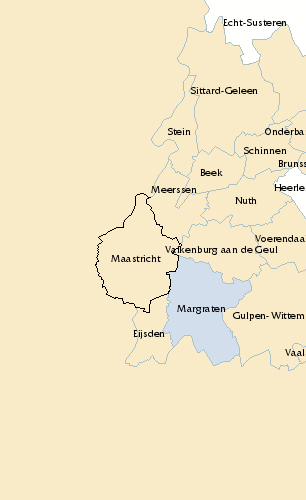 Echt-Susteren
Sittard-Geleen
Stein
Onderba
Schinnen
Brunss
Beek
Meerssen
Heerle
Nuth
Voerendaa
Valkenburg aan de Geul
Maastricht
Margraten
Gulpen- Wittem
Eijsden
Vaal